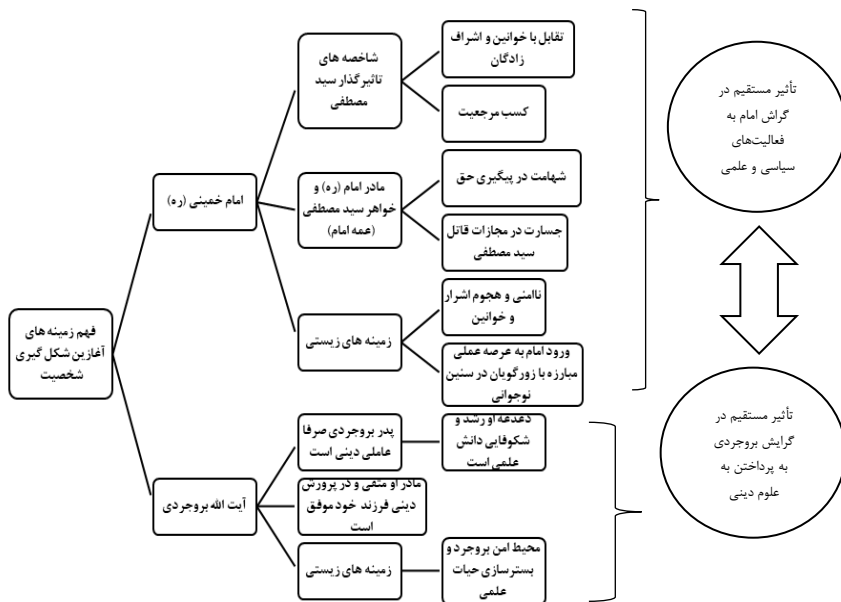 فهم زمینه های
آغازین شکل گیری
شخصیت
امام خمینی (ره)
شاخصه های
تاثیرگذار سید
مصطفی
تقابل با خوانین و اشراف
زادگان
کسب مرجعیت
مادر امام (ره) و
خواهر سید مصطفی
(عمه امام)
شهامت در پیگیری حق
جسارت در مجازات قاتل
سید مصطفی
زمینه های زیستی
ناامنی و هجوم اشرار
و خوانین
ورود امام به عرصه عملی
مبارزه با زورگویان در سنین
نوجوانی
تأثیر مستقیم در
گراش امام به
فعالیت‌های
سیاسی و علمی
آیت الله بروجردی
پدر بروجردی صرفا
عاملی دینی است
دغدغه او رشد و
شکوفایی دانش
علمی است
مادر او متقی و در پرورش
دینی فرزند خود موفق
است
زمینه های زیستی
محیط امن بروجرد و
بسترسازی حیات
علمی
تأثیر مستقیم در
گرایش بروجردی
به پرداختن به
علوم دینی